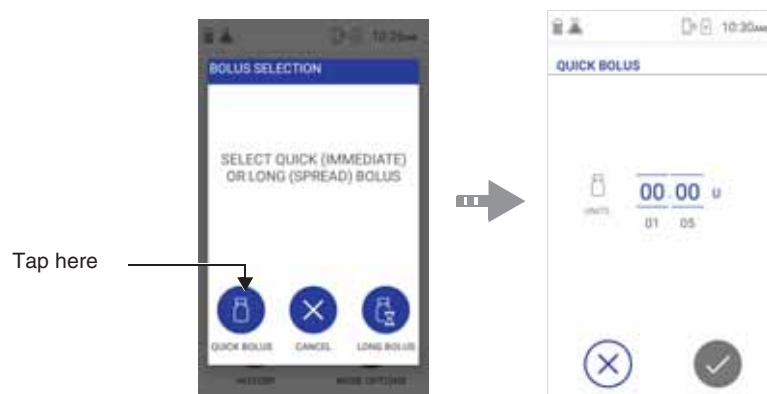 10:26AM
BOLUS SELECTION
SELECT QUICK (IMMEDIATE)
OR LONG (SPREAD) BOLUS
Tap here
QUICK BOLUS CANCEL LONG BOLUS
HISTORY MORE OPTIONS
10:30AM
QUICK BOLUS
UNITS 00.00 U
01 05